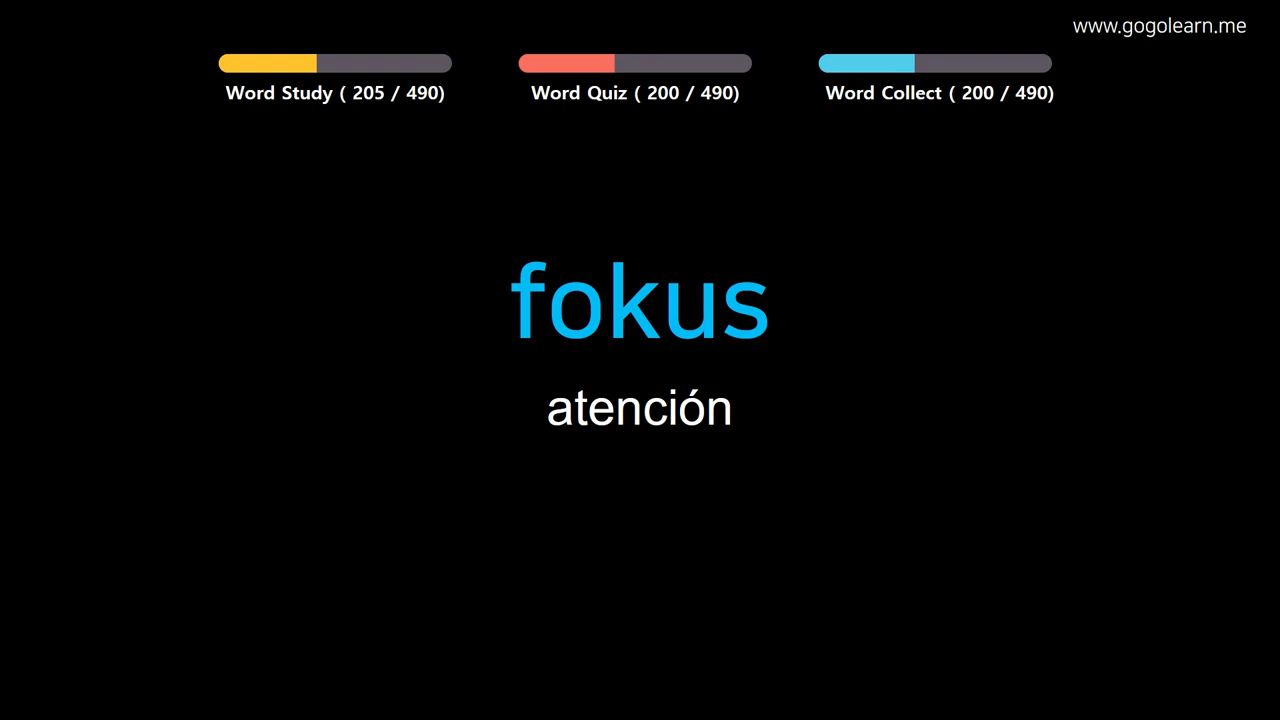 www.gogolearn.me
Word Study ( 205 / 490)
Word Quiz ( 200 / 490)
Word Collect ( 200 / 490)
fokus
atención